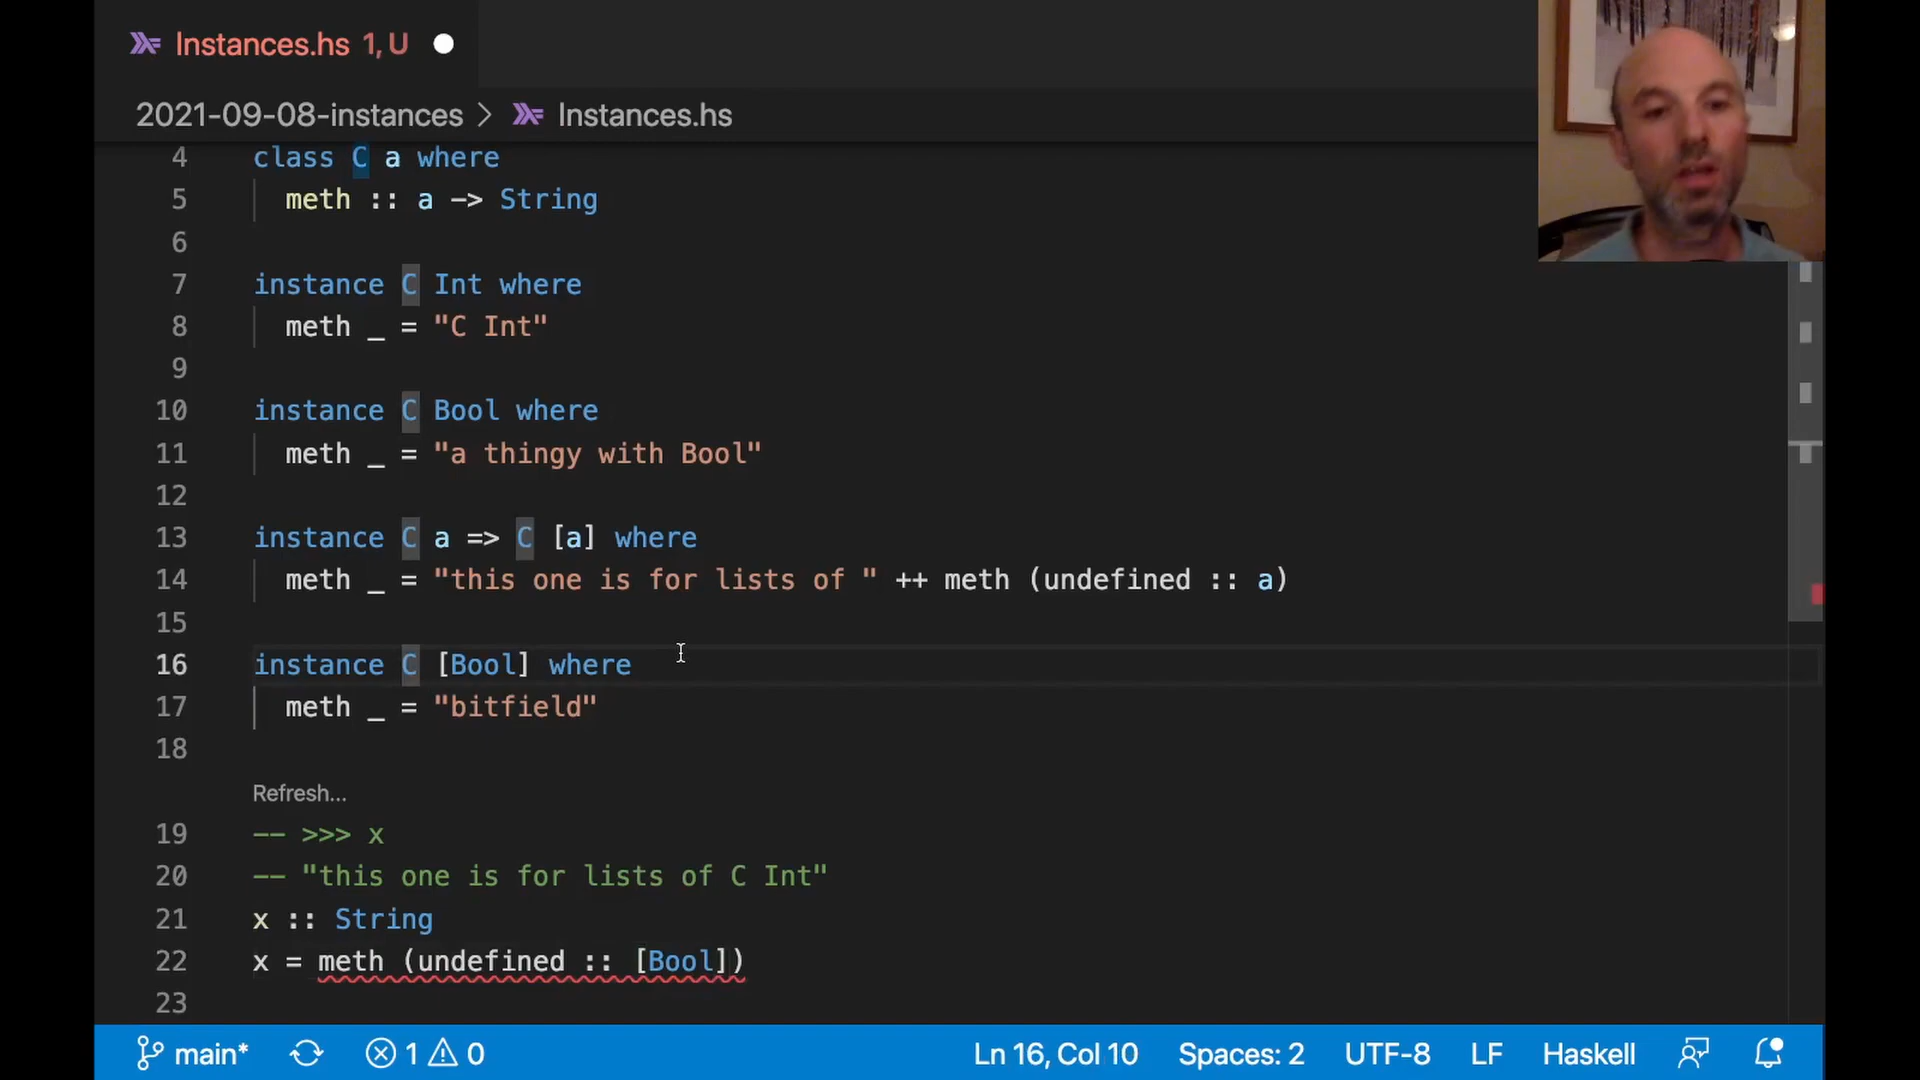 Instances.hs 1, U
2021-09-08-instances > Instances.hs
4 class C a where
5 meth :: a -> String
6
7 instance C Int where
8 meth _ = "C Int"
9
10 instance C Bool where
11 meth _ = "a thingy with Bool"
12
13 instance C a => C [a] where
14 meth _ = "this one is for lists of " ++ meth (undefined :: a)
15
16 instance C [Bool] where
17 meth _ = "bitfield"
18
Refresh...
19 -- >>> x
20 -- "this one is for lists of C Int"
21 x :: String
22 x = meth (undefined :: [Bool])
23
main* 1 0 Ln 16, Col 10 Spaces: 2 UTF-8 LF Haskell